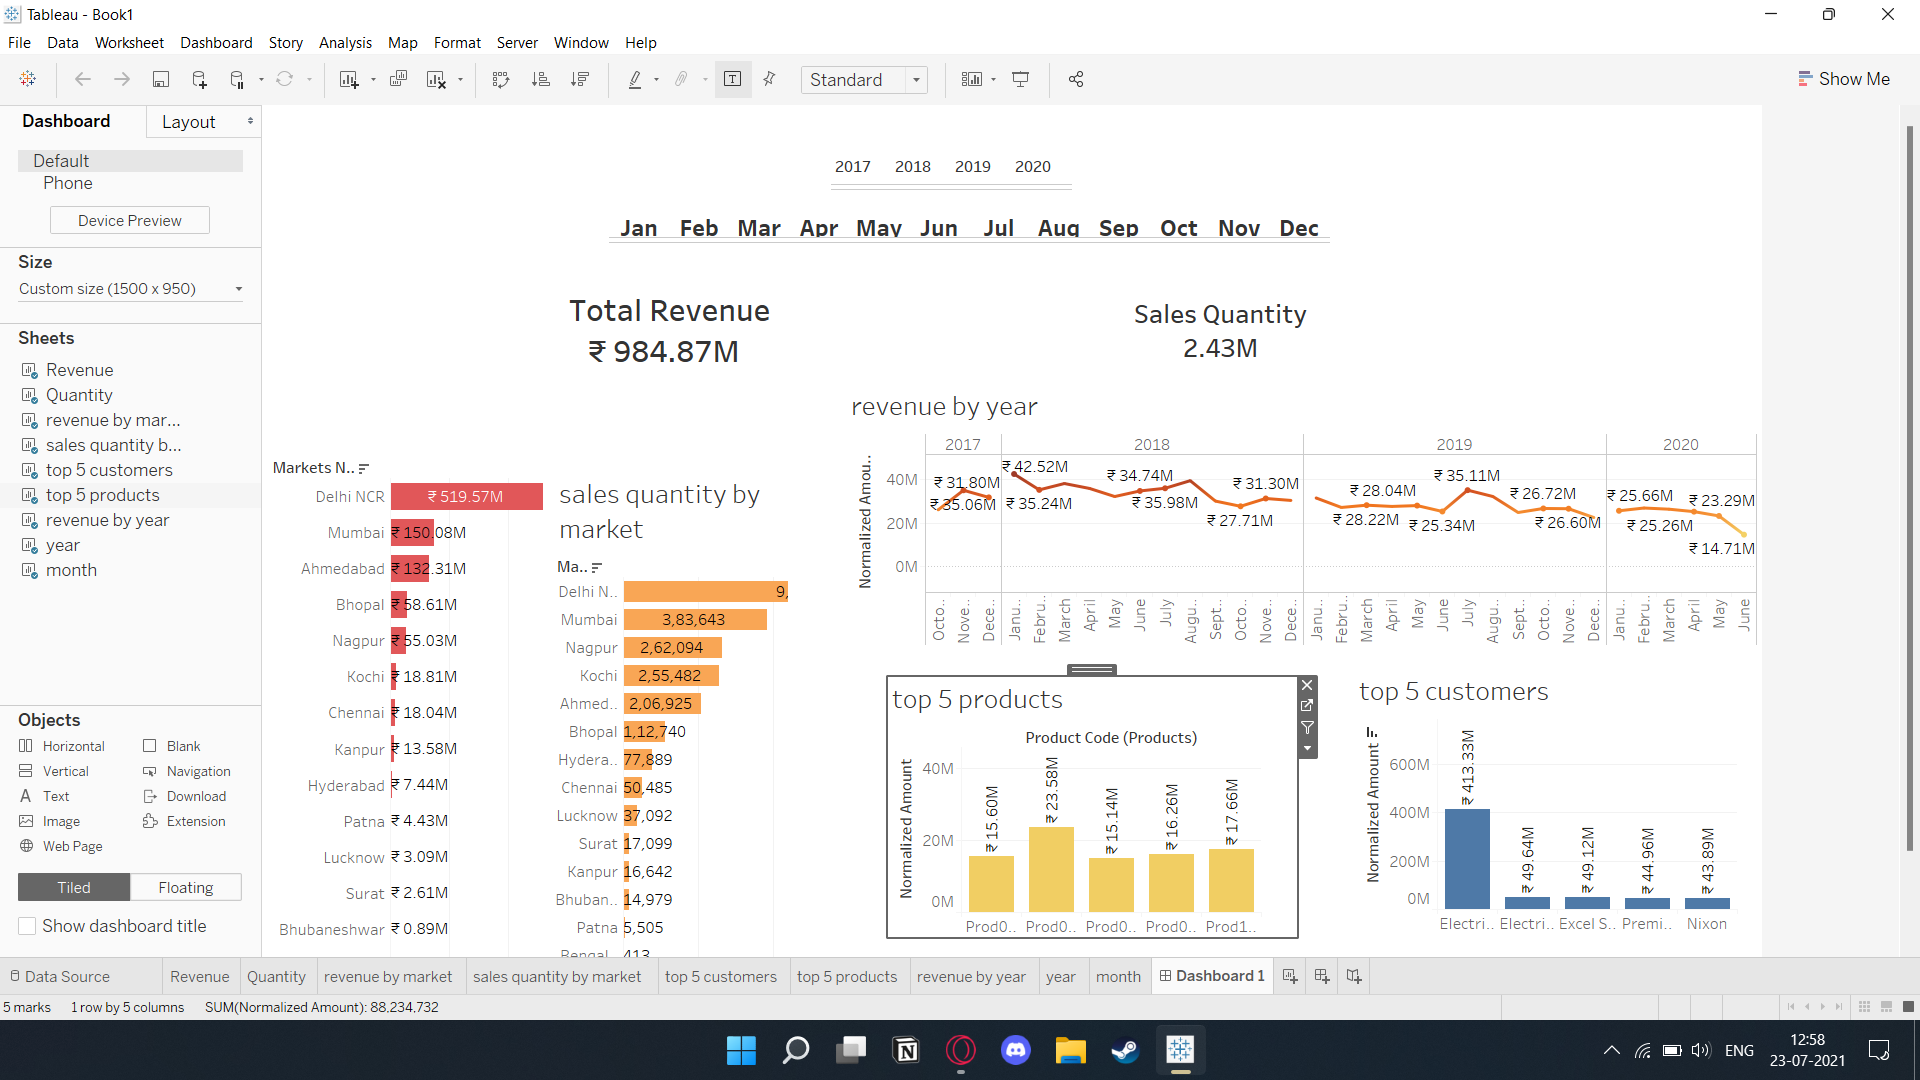 Tableau - Book1
File Data Worksheet Dashboard Story Analysis Map Format Server Window Help
Standard
Show Me
Dashboard Layout
Default
Phone
Device Preview
Size
Custom size (1500 x 950)
Sheets
Revenue
Quantity
revenue by mar...
sales quantity b...
top 5 customers
top 5 products
revenue by year
year
month
Objects
Horizontal Blank
Vertical Navigation
Text Download
Image Extension
Web Page
Tiled Floating
Show dashboard title
2017 2018 2019 2020
Jan Feb Mar Apr May Jun Jul Aug Sep Oct Nov Dec
Total Revenue
₹ 984.87M
Sales Quantity
2.43M
Markets N..
Delhi NCR ₹ 519.57M
Mumbai ₹ 150.08M
Ahmedabad ₹ 132.31M
Bhopal ₹ 58.61M
Nagpur ₹ 55.03M
Kochi ₹ 18.81M
Chennai ₹ 18.04M
Kanpur ₹ 13.58M
Hyderabad ₹ 7.44M
Patna ₹ 4.43M
Lucknow ₹ 3.09M
Surat ₹ 2.61M
Bhubaneshwar ₹ 0.89M
sales quantity by
market
Ma..
Delhi N.. 9,
Mumbai 3,83,643
Nagpur 2,62,094
Kochi 2,55,482
Ahmed.. 2,06,925
Bhopal 1,12,740
Hydera.. 77,889
Chennai 50,485
Lucknow 37,092
Surat 17,099
Kanpur 16,642
Bhuban.. 14,979
Patna 5,505
Bengal 413
revenue by year
2017 2018 2019 2020
Normalized Amou..
40M
20M
0M
₹ 31.80M ₹ 42.52M ₹ 34.74M ₹ 31.30M ₹ 28.04M ₹ 35.11M ₹ 26.72M ₹ 25.66M ₹ 23.29M
₹ 35.06M ₹ 35.24M ₹ 35.98M ₹ 27.71M ₹ 28.22M ₹ 25.34M ₹ 26.60M ₹ 25.26M ₹ 14.71M
Octo.. Nove.. Dece.. Janu.. Febru.. March April May June July Augu.. Sept.. Octo.. Nove.. Dece.. Janu.. Febru.. March April May June July Augu.. Sept.. Octo.. Nove.. Dece.. Janu.. Febru.. March April May June
top 5 products
Product Code (Products)
Normalized Amount
40M
20M
0M
₹ 15.60M ₹ 23.58M ₹ 15.14M ₹ 16.26M ₹ 17.66M
Prod0.. Prod0.. Prod0.. Prod0.. Prod1..
top 5 customers
Normalized Amount
600M
400M
200M
0M
₹ 413.33M ₹ 49.64M ₹ 49.12M ₹ 44.96M ₹ 43.89M
Electri.. Electri.. Excel S.. Premi.. Nixon
Data Source Revenue Quantity revenue by market sales quantity by market top 5 customers top 5 products revenue by year year month Dashboard 1
5 marks 1 row by 5 columns SUM(Normalized Amount): 88,234,732
ENG
12:58
23-07-2021